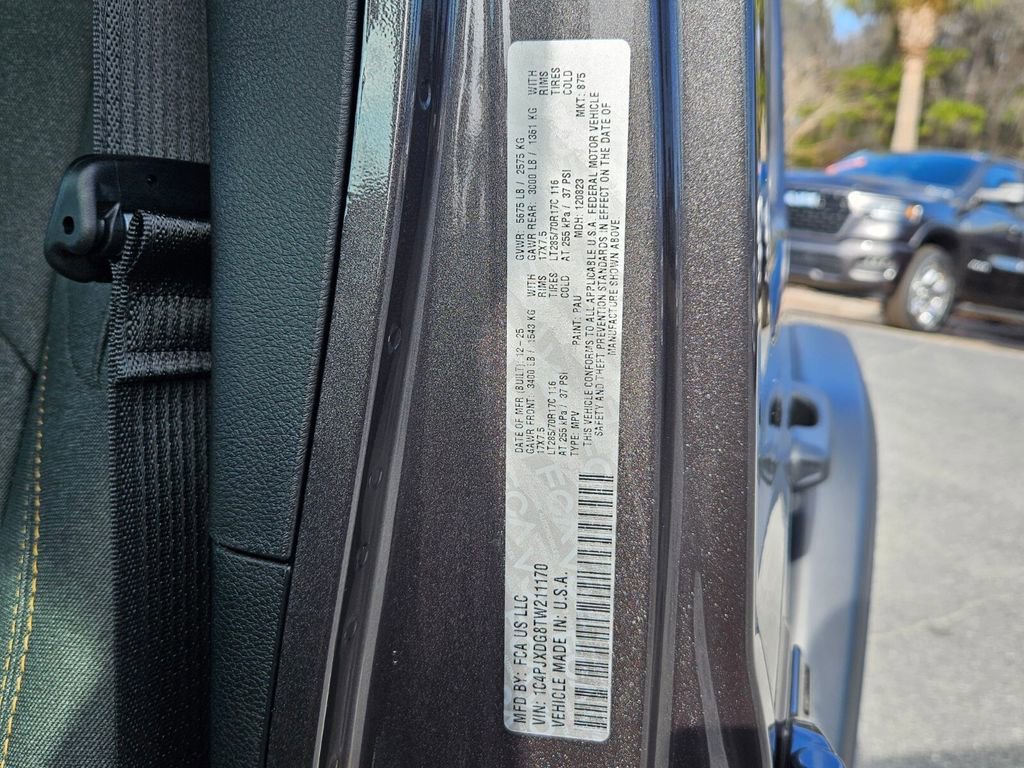 MFD BY: FCA US LLC
VIN: 1C4PJXDG8TW211170
VEHICLE MADE IN: U.S.A.
DATE OF MFR (BUILT): 12-25 GVWR: 5675 LB / 2575 KG
GAWR FRONT: 3400 LB / 1543 KG WITH GAWR REAR: 3000 LB / 1361 KG WITH
17X7.5 RIMS 17X7.5 RIMS
LT285/70R17C 116 TIRES LT285/70R17C 116 TIRES
AT 255 kPa / 37 PSI COLD AT 255 kPa / 37 PSI COLD
TYPE: MPV PAINT: PAU MDH: 120823 MKT: 875
THIS VEHICLE CONFORMS TO ALL APPLICABLE U.S.A. FEDERAL MOTOR VEHICLE
SAFETY AND THEFT PREVENTION STANDARDS IN EFFECT ON THE DATE OF
MANUFACTURE SHOWN ABOVE